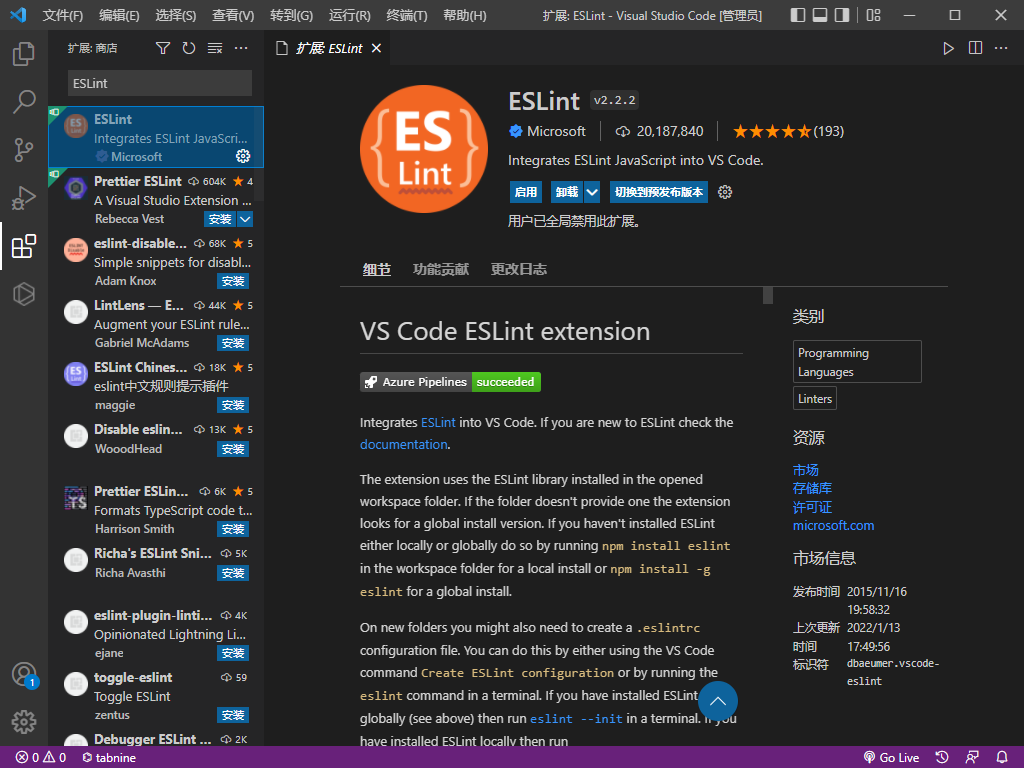 文件(F) 编辑(E) 选择(S) 查看(V) 转到(G) 运行(R) 终端(T) 帮助(H) 扩展: ESLint - Visual Studio Code [管理员]
扩展: 商店
扩展 ESLint
ESLint
ESLint
Integrates ESLint JavaScri...
Microsoft
Prettier ESLint 604K 4
A Visual Studio Extension ...
Rebecca Vest 安装
eslint-disable... 68K 5
Simple snippets for disabl...
Adam Knox 安装
LintLens — E... 44K 5
Augment your ESLint rule...
Gabriel McAdams 安装
ESLint Chines... 18K 5
eslint中文规则提示插件
maggie 安装
Disable eslin... 13K 5
WooodHead 安装
Prettier ESLin... 6K 5
Formats TypeScript code t...
Harrison Smith 安装
Richa's ESLint Sni... 5K
Richa Avasthi 安装
eslint-plugin-linti... 4K
Opinionated Lightning Li...
ejane 安装
toggle-eslint 59
Toggle ESLint
zentus 安装
Debugger ESLint ... 2K
1
{ES}
Lint
ESLint v2.2.2
Microsoft 20,187,840 (193)
Integrates ESLint JavaScript into VS Code.
启用 卸载 切换到预发布版本
用户已全局禁用此扩展。
细节 功能贡献 更改日志
VS Code ESLint extension
Azure Pipelines succeeded
Integrates ESLint into VS Code. If you are new to ESLint check the
documentation.
The extension uses the ESLint library installed in the opened
workspace folder. If the folder doesn't provide one the extension
looks for a global install version. If you haven't installed ESLint
either locally or globally do so by running npm install eslint
in the workspace folder for a local install or npm install -g
eslint for a global install.
On new folders you might also need to create a .eslintrc
configuration file. You can do this by either using the VS Code
command Create ESLint configuration or by running the
eslint command in a terminal. If you have installed ESLint
globally (see above) then run eslint --init in a terminal. If you
have installed ESLint locally then run
类别
Programming
Languages
Linters
资源
市场
存储库
许可证
microsoft.com
市场信息
发布时间 2015/11/16
19:58:32
上次更新 2022/1/13
时间 17:49:56
标识符 dbaeumer.vscode-
eslint
0 0 tabnine Go Live